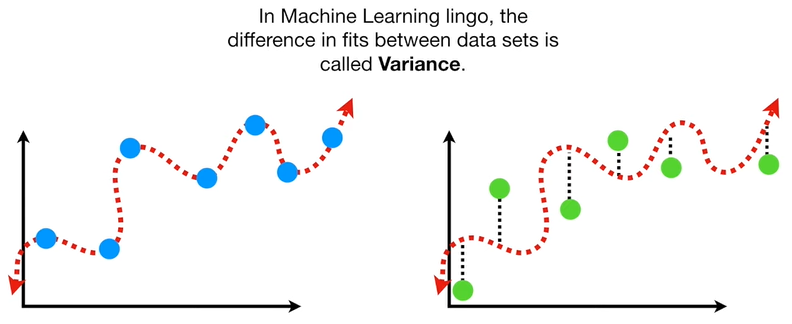 In Machine Learning lingo, the
difference in fits between data sets is
called Variance.